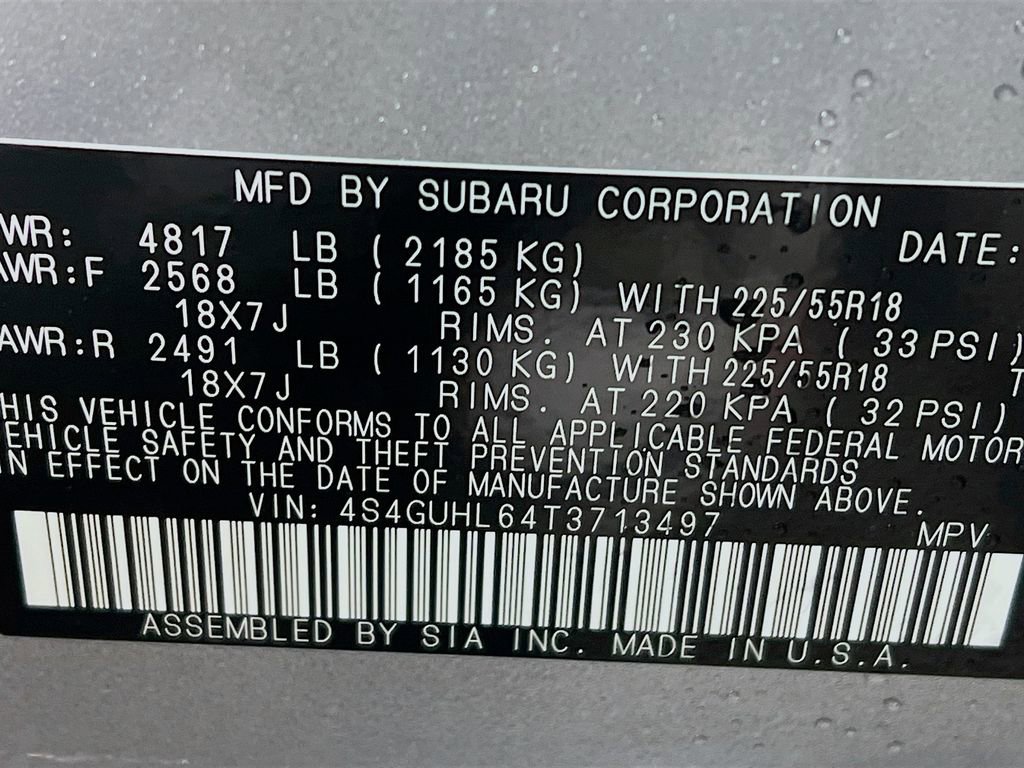 MFD BY SUBARU CORPORATION
WR: 4817 LB ( 2185 KG) DATE:
AWR:F 2568 LB ( 1165 KG) WITH 225/55R18
18X7J RIMS. AT 230 KPA ( 33 PSI)
AWR:R 2491 LB ( 1130 KG) WITH 225/55R18 T
18X7J RIMS. AT 220 KPA ( 32 PSI)
HIS VEHICLE CONFORMS TO ALL APPLICABLE FEDERAL MOTOR
EHICLE SAFETY AND THEFT PREVENTION STANDARDS
IN EFFECT ON THE DATE OF MANUFACTURE SHOWN ABOVE.
VIN: 4S4GUHL64T3713497 MPV
ASSEMBLED BY SIA INC. MADE IN U.S.A.